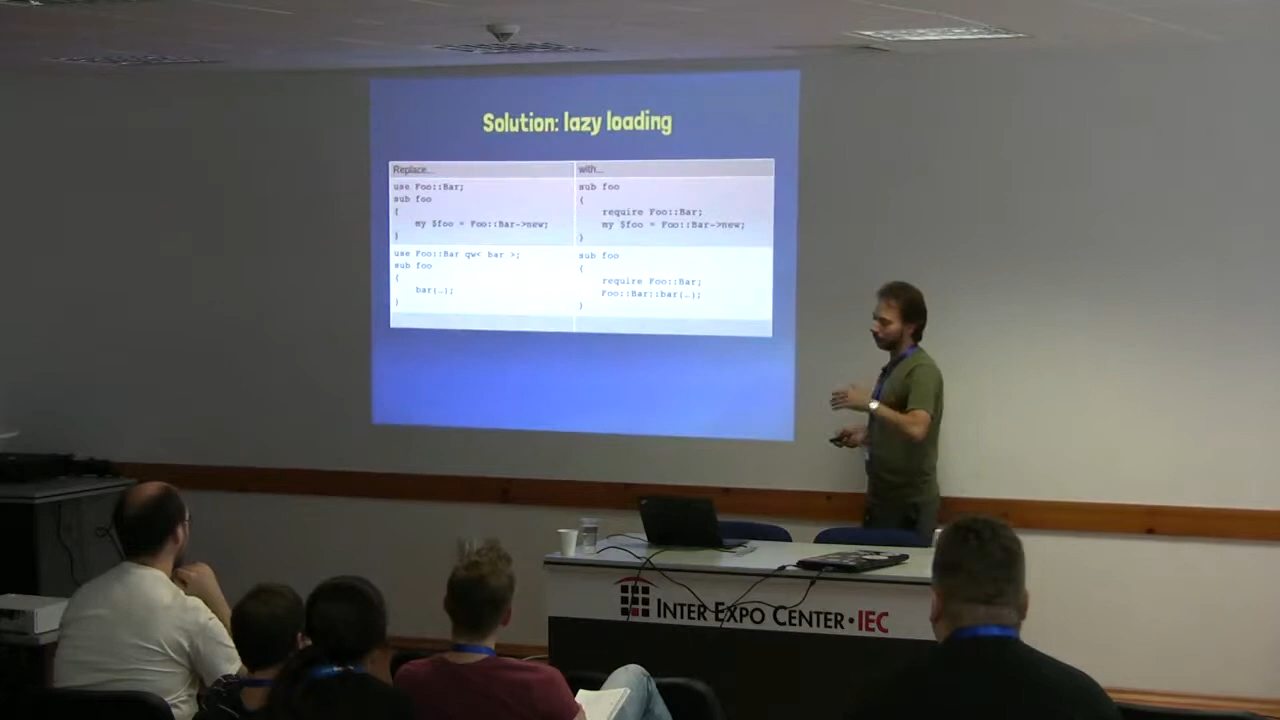 Solution: lazy loading
Replace...
with...
use Foo::Bar;
sub foo
{
my $foo = Foo::Bar->new;
}
sub foo
{
require Foo::Bar;
my $foo = Foo::Bar->new;
}
use Foo::Bar qw< bar >;
sub foo
{
bar(…);
}
sub foo
{
require Foo::Bar;
Foo::Bar::bar(…);
}
INTER EXPO CENTER·IEC